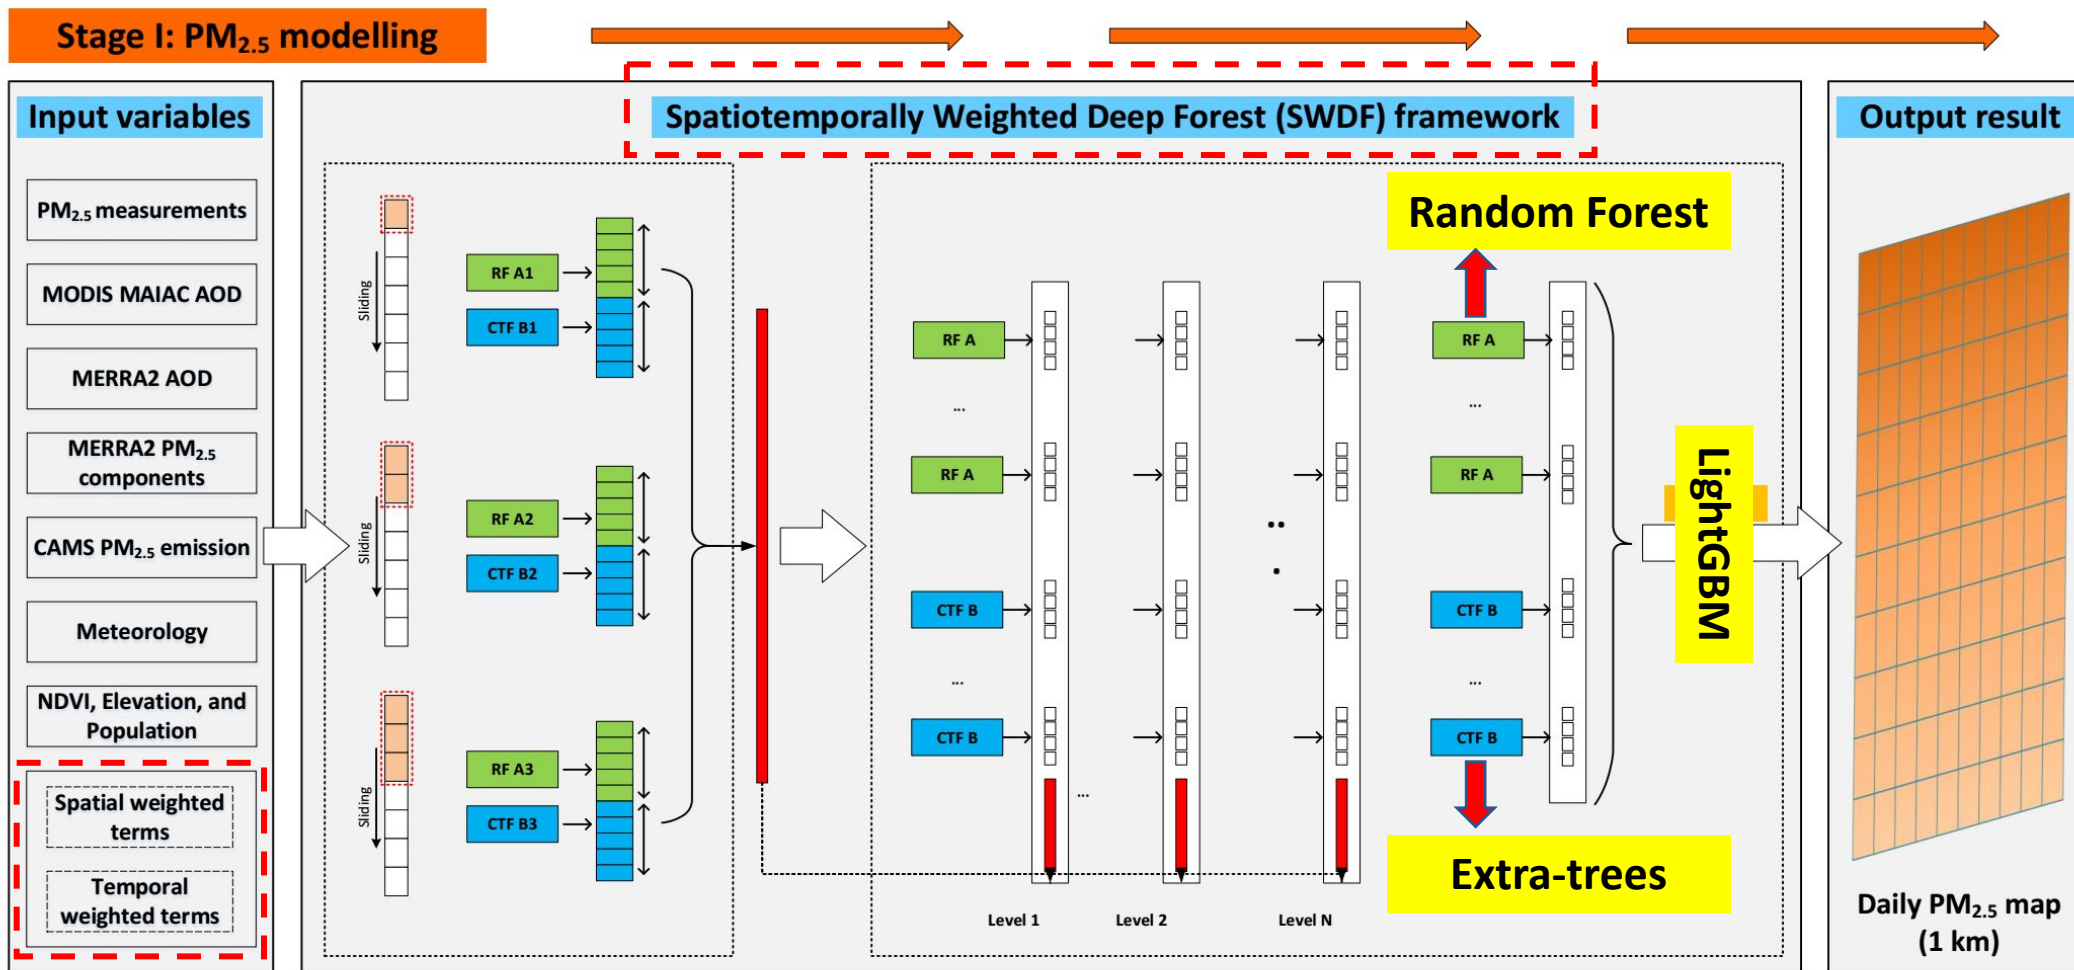 Stage I: PM2.5 modelling
Input variables
PM2.5 measurements
MODIS MAIAC AOD
MERRA2 AOD
MERRA2 PM2.5
components
CAMS PM2.5 emission
Meteorology
NDVI, Elevation, and
Population
Spatial weighted
terms
Temporal
weighted terms
Spatiotemporally Weighted Deep Forest (SWDF) framework
Sliding
RF A1
CTF B1
Sliding
RF A2
CTF B2
Sliding
RF A3
CTF B3
RF A
...
RF A
CTF B
...
CTF B
...
Level 1
Level 2
Level N
Random Forest
RF A
...
RF A
CTF B
...
CTF B
Extra-trees
LightGBM
Output result
Daily PM2.5 map
(1 km)